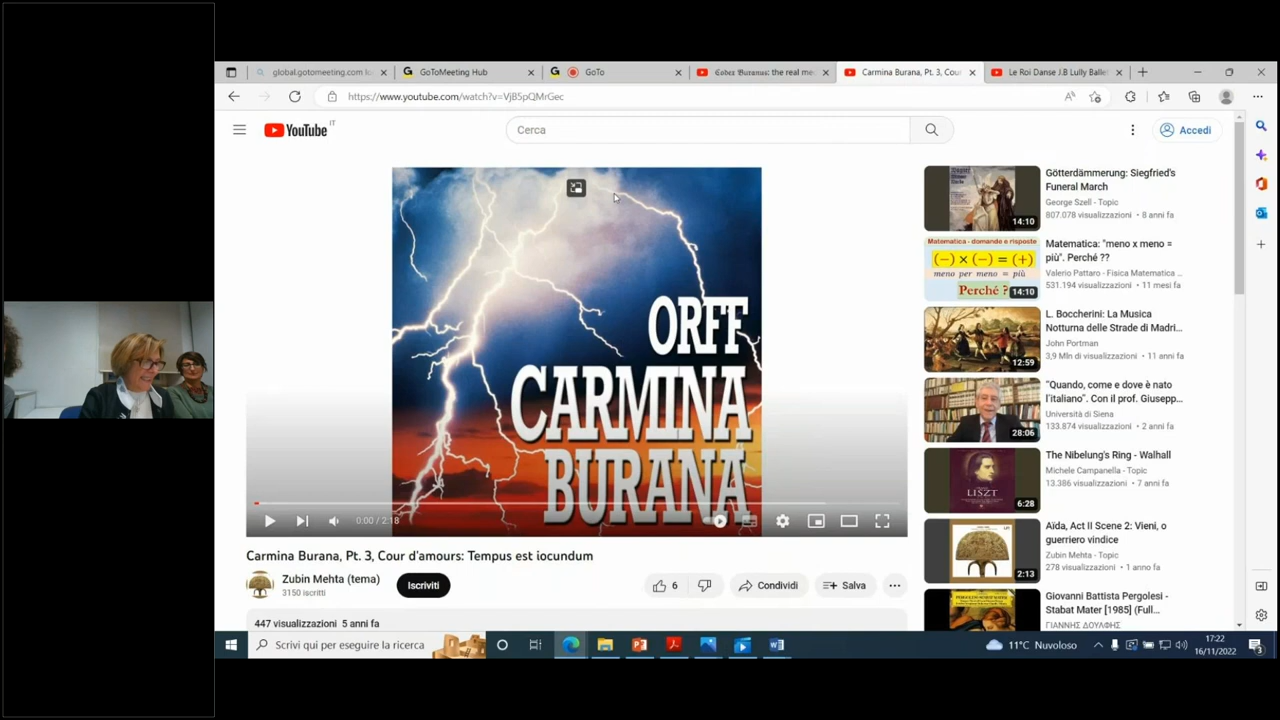 global.gotomeeting.com
GoToMeeting Hub
GoTo
Codex Buranus: the real me
Carmina Burana, Pt. 3, Cou
Le Roi Danse J.B Lully Ballet
https://www.youtube.com/watch?v=VjB5pQMrGec
YouTube IT
Cerca
Accedi
ORFF
CARMINA
BURANA
0:00 / 2:18
Carmina Burana, Pt. 3, Cour d'amours: Tempus est iocundum
Zubin Mehta (tema)
3150 iscritti
Iscriviti
6
Condividi
Salva
447 visualizzazioni 5 anni fa
Götterdämmerung: Siegfried's
Funeral March
George Szell - Topic
807.078 visualizzazioni • 8 anni fa
14:10
Matematica - domande e risposte
(−) × (−) = (+)
meno per meno = più
Perché ?
14:10
Matematica: "meno x meno =
più". Perché ??
Valerio Pattaro - Fisica Matematica ...
531.194 visualizzazioni • 11 mesi fa
12:59
L. Boccherini: La Musica
Notturna delle Strade di Madri...
John Portman
3,9 Mln di visualizzazioni • 11 anni fa
28:06
"Quando, come e dove è nato
l'italiano". Con il prof. Giusepp...
Università di Siena
133.874 visualizzazioni • 2 anni fa
LISZT
6:28
The Nibelung's Ring - Walhall
Michele Campanella - Topic
13.386 visualizzazioni • 7 anni fa
2:13
Aïda, Act II Scene 2: Vieni, o
guerriero vindice
Zubin Mehta - Topic
278 visualizzazioni • 1 anno fa
Giovanni Battista Pergolesi -
Stabat Mater [1985] (Full...
ΓΙΑΝΝΗΣ ΔΟΥΛΦΗΣ
Scrivi qui per eseguire la ricerca
11°C Nuvoloso
17:22
16/11/2022
3